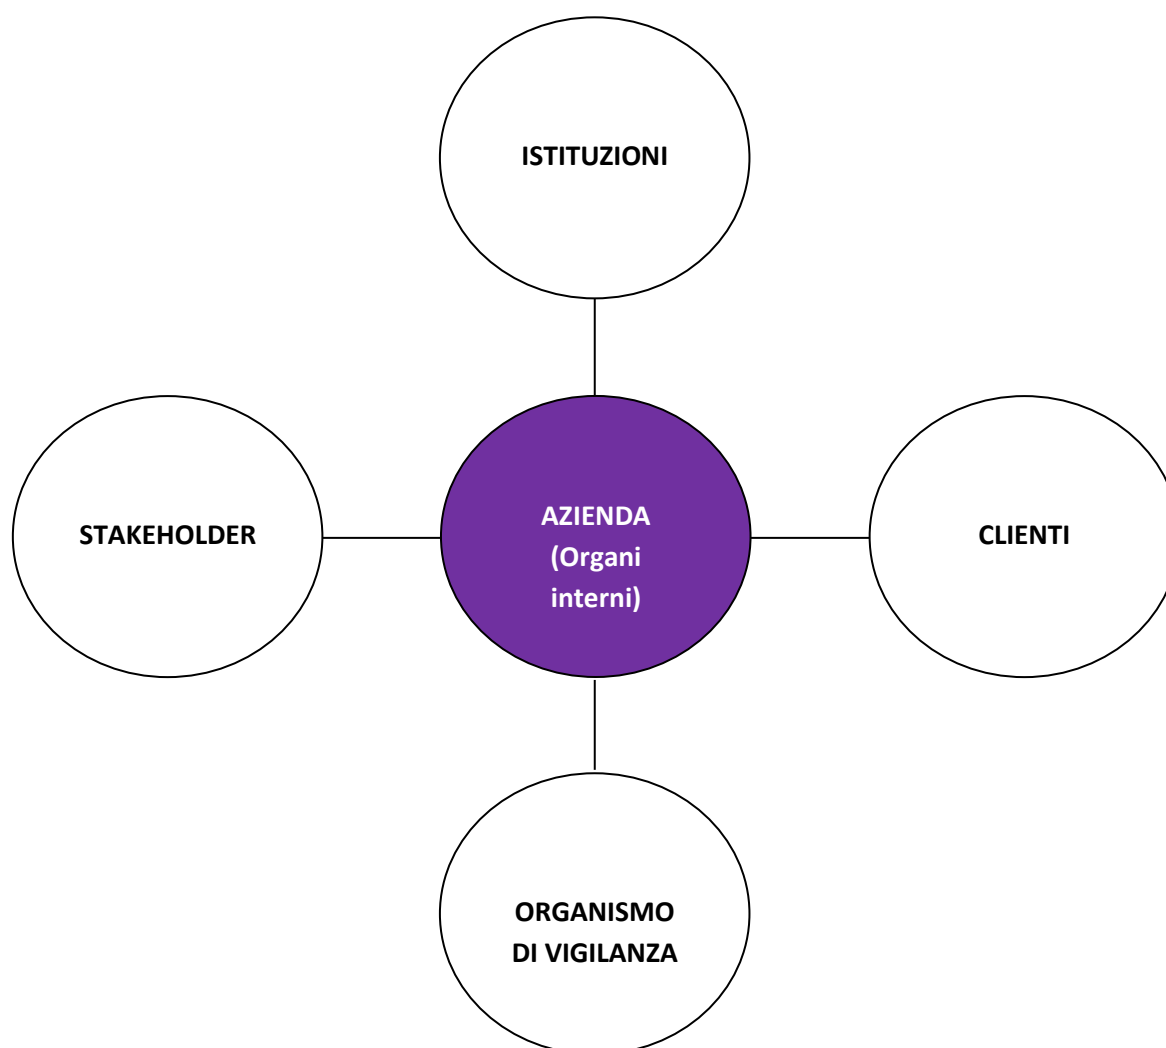 ISTITUZIONI
STAKEHOLDER
AZIENDA
(Organi
interni)
CLIENTI
ORGANISMO
DI VIGILANZA